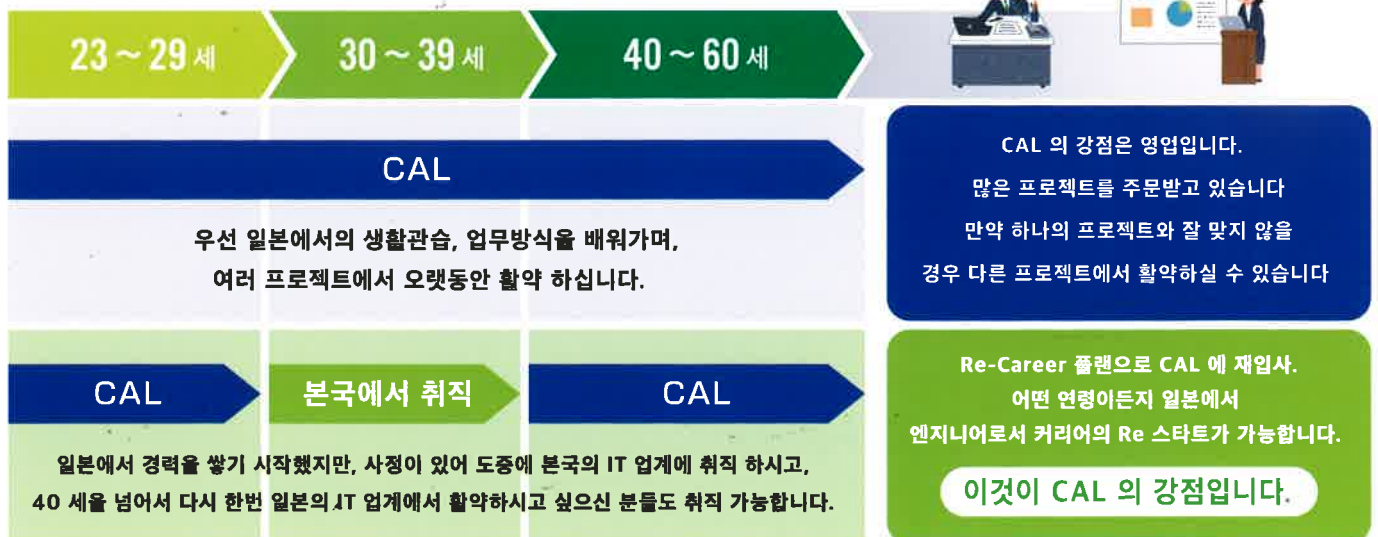 23 ~ 29 세
30 ~ 39 세
40 ~ 60 세
CAL
우선 일본에서의 생활관습, 업무방식을 배워가며,
여러 프로젝트에서 오랫동안 활약 하십니다.
CAL 의 강점은 영업입니다.
많은 프로젝트를 주문받고 있습니다
만약 하나의 프로젝트와 잘 맞지 않을
경우 다른 프로젝트에서 활약하실 수 있습니다
CAL
본국에서 취직
CAL
일본에서 경력을 쌓기 시작했지만, 사정이 있어 도중에 본국의 IT 업계에 취직 하시고,
40 세을 넘어서 다시 한번 일본의 IT 업계에서 활약하시고 싶으신 분들도 취직 가능합니다.
Re-Career 플랜으로 CAL 에 재입사.
어떤 연령이든지 일본에서
엔지니어로서 커리어의 Re 스타트가 가능합니다.
이것이 CAL 의 강점입니다.